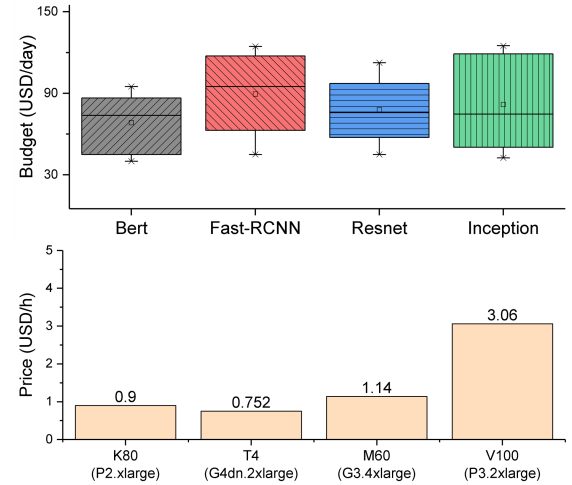 Budget (USD/day)
150
90
30
Bert Fast-RCNN Resnet Inception
Price (USD/h)
5
4
3
2
1
0
0.9 0.752 1.14 3.06
K80 T4 M60 V100
(P2.xlarge) (G4dn.2xlarge) (G3.4xlarge) (P3.2xlarge)